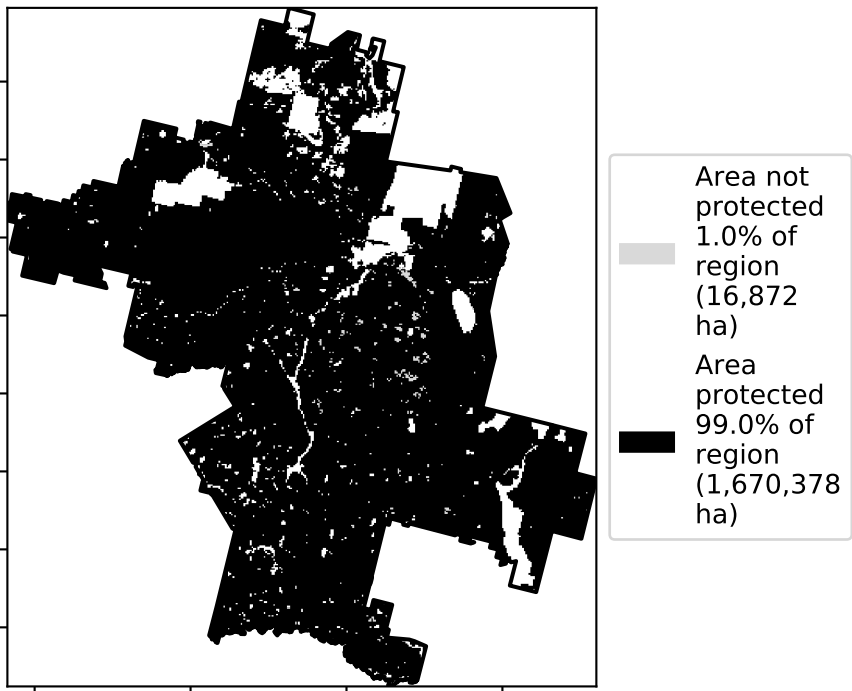 Area not
protected
1.0% of
region
(16,872
ha)
Area
protected
99.0% of
region
(1,670,378
ha)